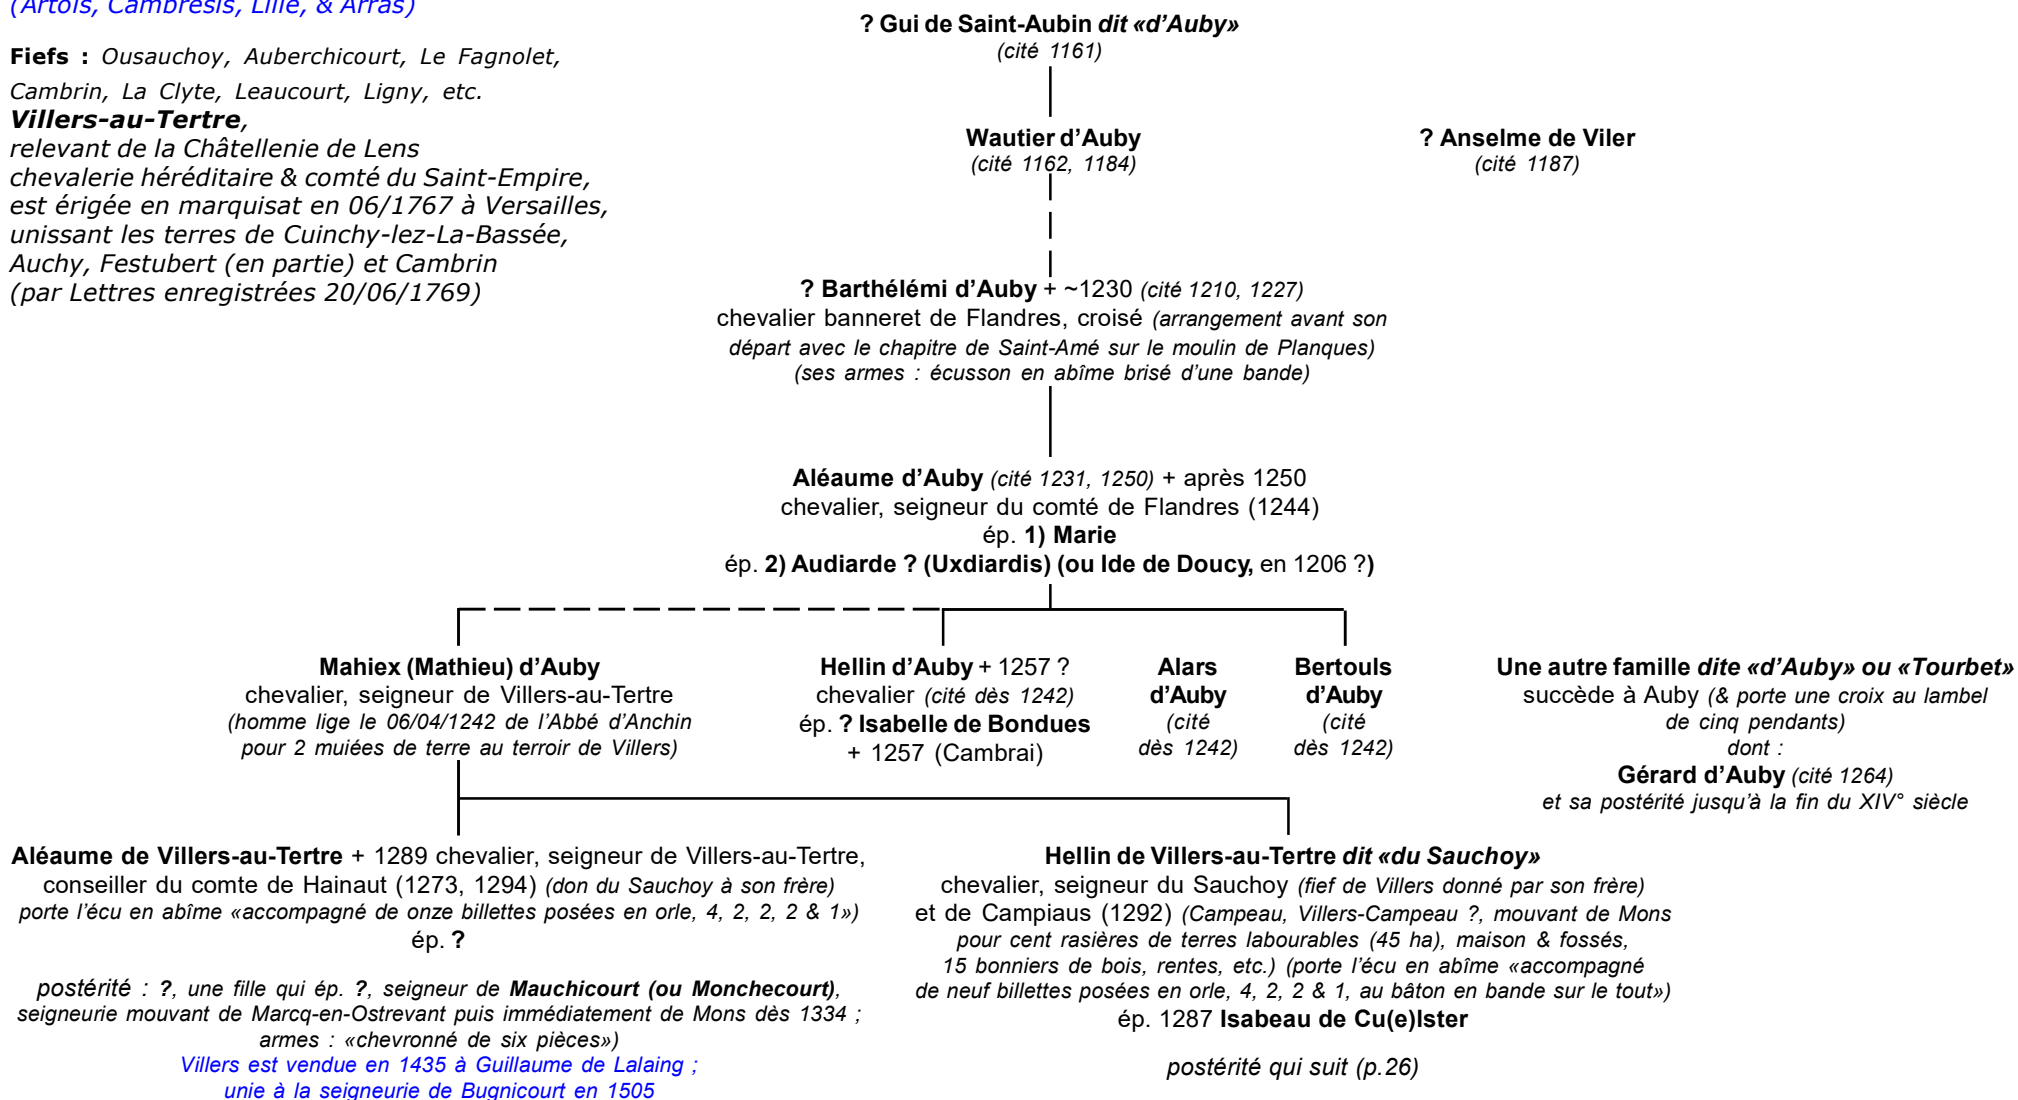 (Artois, Cambrésis, Lille, & Arras)
Fiefs : Ousauchoy, Auberchicourt, Le Fagnolet,
Cambrin, La Clyte, Leaucourt, Ligny, etc.
Villers-au-Tertre,
relevant de la Châtellenie de Lens
chevalerie héréditaire & comté du Saint-Empire,
est érigée en marquisat en 06/1767 à Versailles,
unissant les terres de Cuinchy-lez-La-Bassée,
Auchy, Festubert (en partie) et Cambrin
(par Lettres enregistrées 20/06/1769)
? Gui de Saint-Aubin dit «d’Auby»
(cité 1161)
Wautier d’Auby
(cité 1162, 1184)
? Anselme de Viler
(cité 1187)
? Barthélémi d’Auby + ~1230 (cité 1210, 1227)
chevalier banneret de Flandres, croisé (arrangement avant son
départ avec le chapitre de Saint-Amé sur le moulin de Planques)
(ses armes : écusson en abîme brisé d’une bande)
Aléaume d’Auby (cité 1231, 1250) + après 1250
chevalier, seigneur du comté de Flandres (1244)
ép. 1) Marie
ép. 2) Audiarde ? (Uxdiardis) (ou Ide de Doucy, en 1206 ?)
Mahiex (Mathieu) d’Auby
chevalier, seigneur de Villers-au-Tertre
(homme lige le 06/04/1242 de l’Abbé d’Anchin
pour 2 muiées de terre au terroir de Villers)
Hellin d’Auby + 1257 ?
chevalier (cité dès 1242)
ép. ? Isabelle de Bondues
+ 1257 (Cambrai)
Alars
d’Auby
(cité
dès 1242)
Bertouls
d’Auby
(cité
dès 1242)
Une autre famille dite «d’Auby» ou «Tourbet»
succède à Auby (& porte une croix au lambel
de cinq pendants)
dont :
Gérard d’Auby (cité 1264)
et sa postérité jusqu’à la fin du XIV° siècle
Aléaume de Villers-au-Tertre + 1289 chevalier, seigneur de Villers-au-Tertre,
conseiller du comte de Hainaut (1273, 1294) (don du Sauchoy à son frère)
porte l’écu en abîme «accompagné de onze billettes posées en orle, 4, 2, 2, 2 & 1»)
ép. ?
postérité : ?, une fille qui ép. ?, seigneur de Mauchicourt (ou Monchecourt),
seigneurie mouvant de Marcq-en-Ostrevant puis immédiatement de Mons dès 1334 ;
armes : «chevronné de six pièces»)
Villers est vendue en 1435 à Guillaume de Lalaing ;
unie à la seigneurie de Bugnicourt en 1505
Hellin de Villers-au-Tertre dit «du Sauchoy»
chevalier, seigneur du Sauchoy (fief de Villers donné par son frère)
et de Campiaus (1292) (Campeau, Villers-Campeau ?, mouvant de Mons
pour cent rasières de terres labourables (45 ha), maison & fossés,
15 bonniers de bois, rentes, etc.) (porte l’écu en abîme «accompagné
de neuf billettes posées en orle, 4, 2, 2 & 1, au bâton en bande sur le tout»)
ép. 1287 Isabeau de Cu(e)lster
postérité qui suit (p.26)